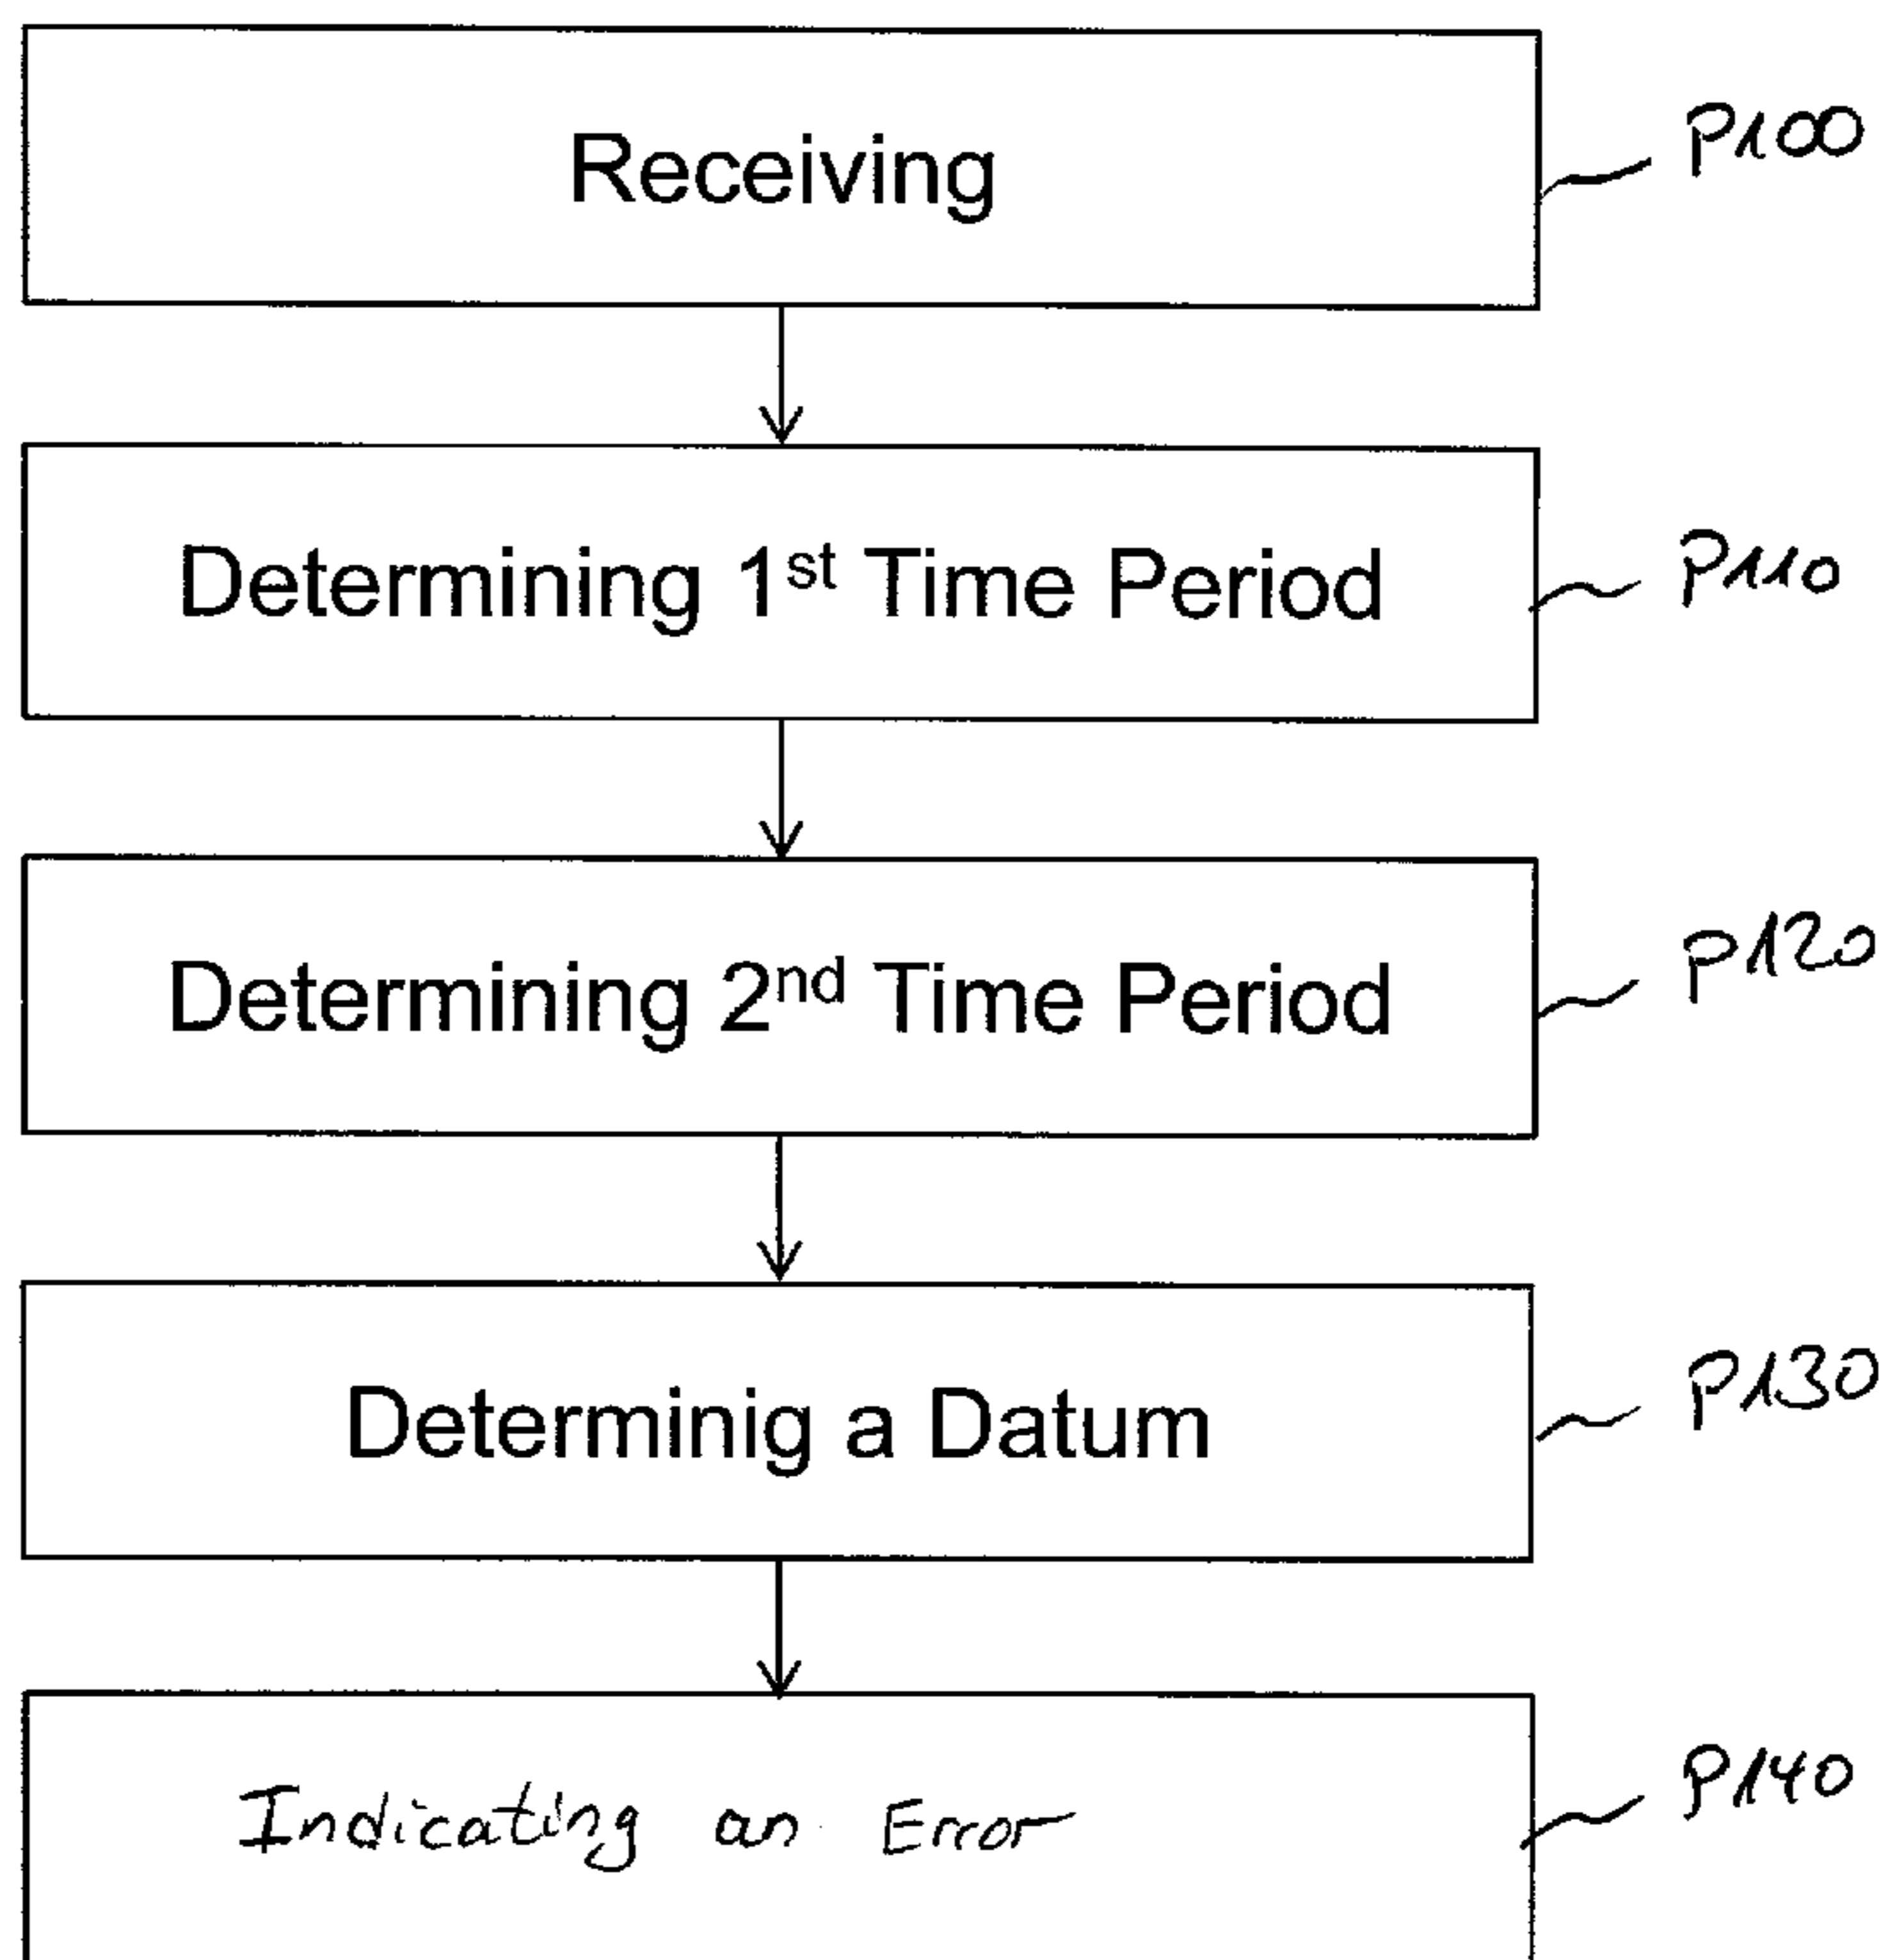 Receiving
P100
Determining 1st Time Period
P110
Determining 2nd Time Period
P120
Determinig a Datum
P130
Indicating an Error
P140